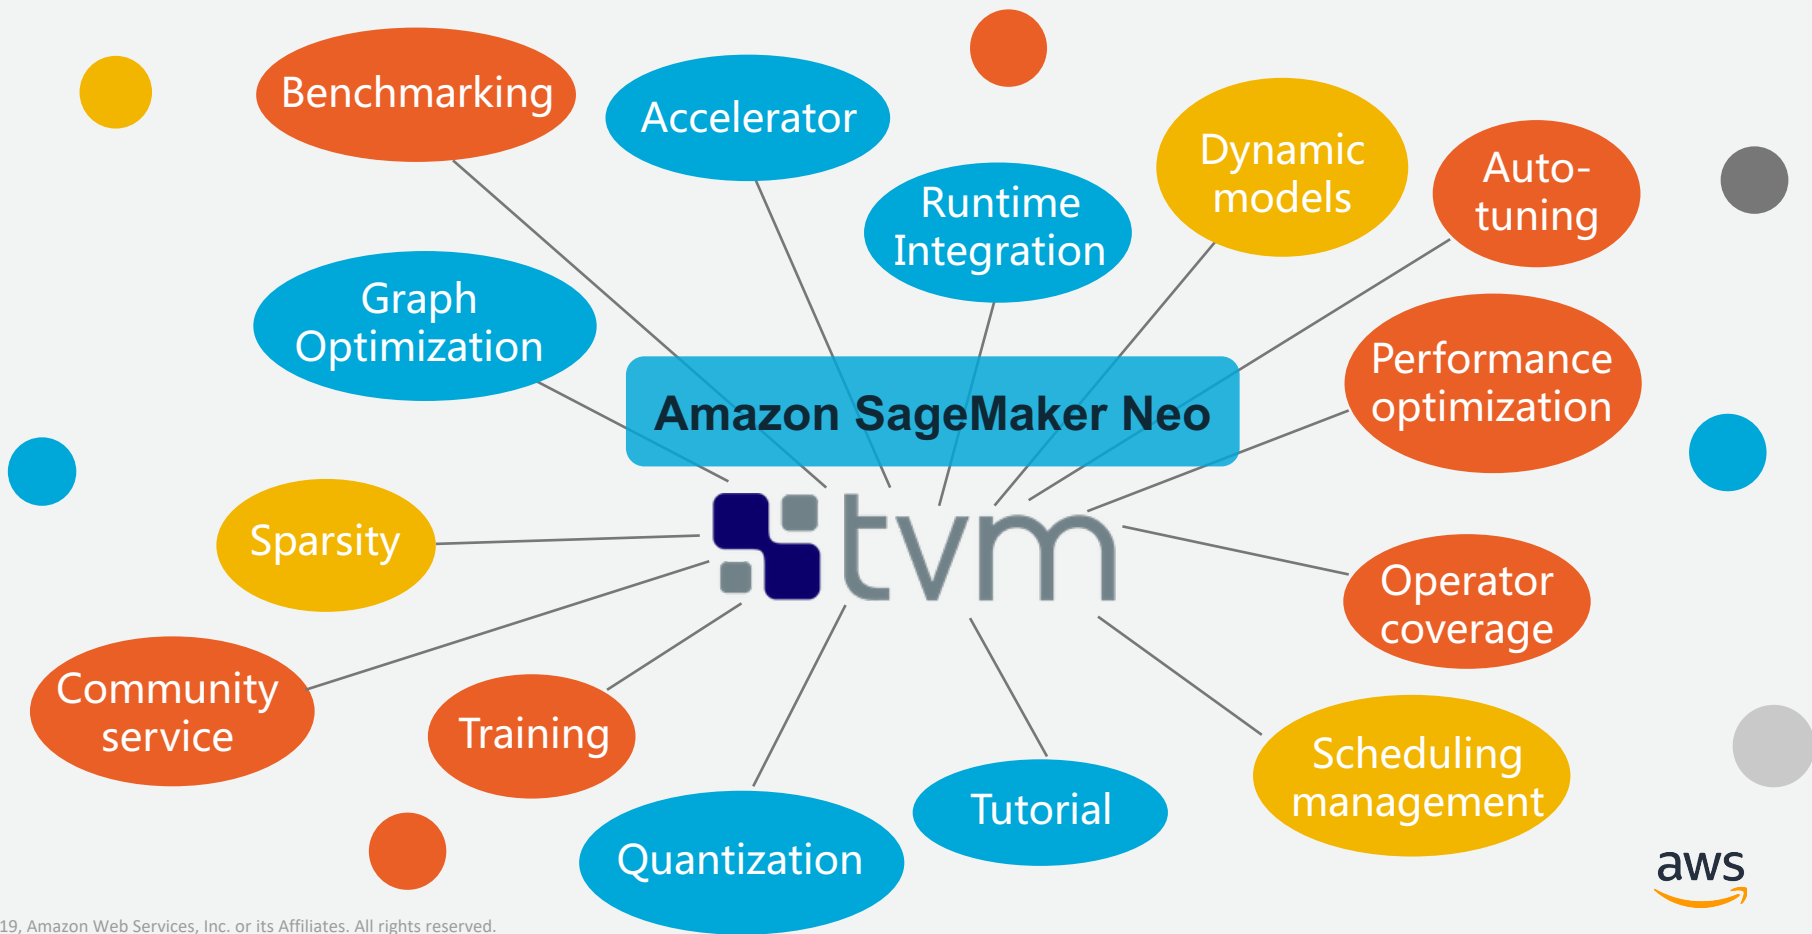 Benchmarking
Accelerator
Dynamic
models
Auto-
tuning
Runtime
Integration
Graph
Optimization
Performance
optimization
Amazon SageMaker Neo
tvm
Sparsity
Operator
coverage
Community
service
Training
Scheduling
management
Tutorial
Quantization
aws
19, Amazon Web Services, Inc. or its Affiliates. All rights reserved.